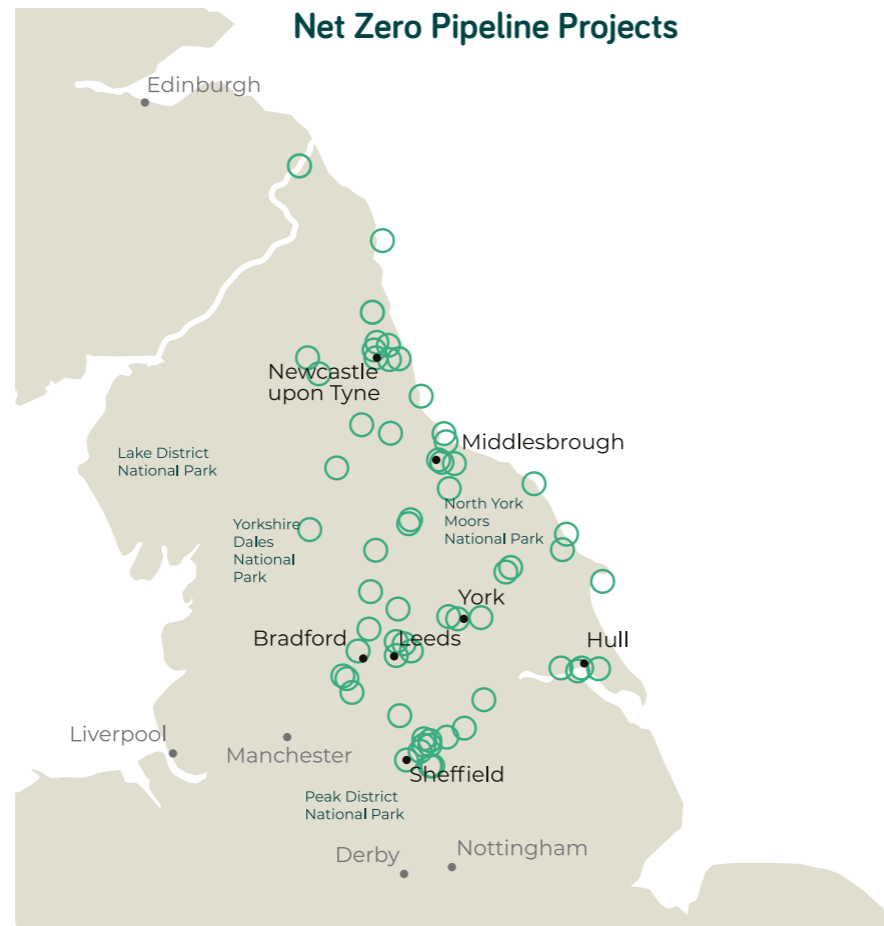 Net Zero Pipeline Projects
Edinburgh
Newcastle
upon Tyne
Middlesbrough
Lake District
National Park
North York
Moors
National Park
Yorkshire
Dales
National
Park
York
Bradford
Leeds
Hull
Liverpool
Manchester
Sheffield
Peak District
National Park
Derby
Nottingham